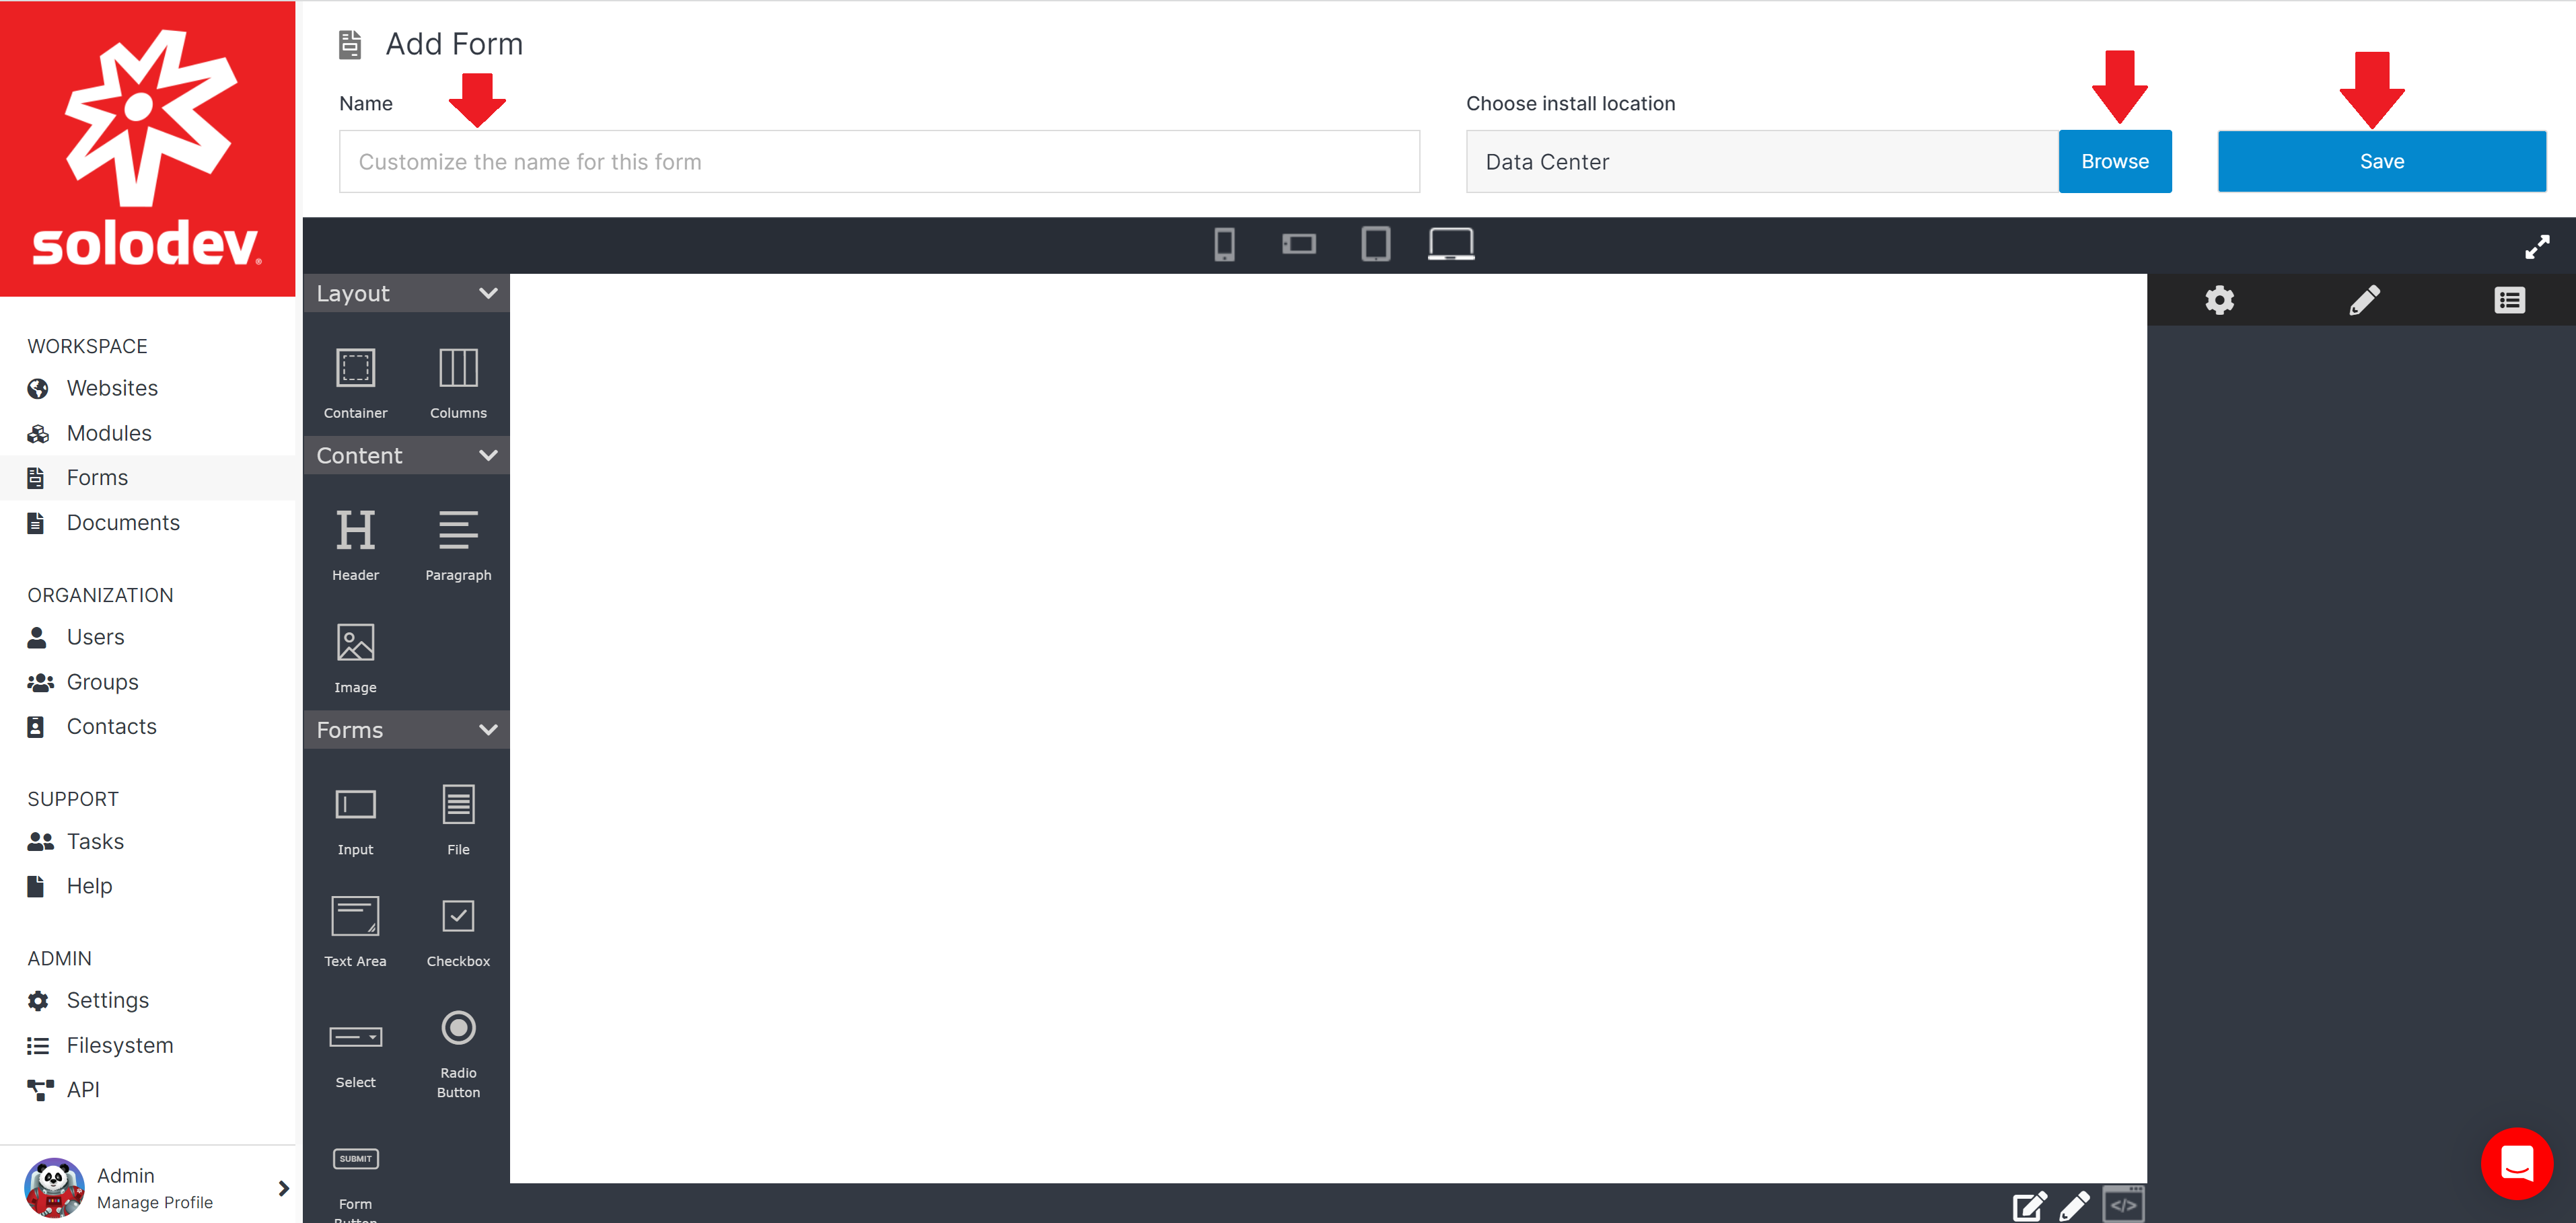 solodev
WORKSPACE
Websites
Modules
Forms
Documents
ORGANIZATION
Users
Groups
Contacts
SUPPORT
Tasks
Help
ADMIN
Settings
Filesystem
API
Admin
Manage Profile
Add Form
Name
Customize the name for this form
Choose install location
Data Center
Browse
Save
Layout
Container
Columns
Content
H
Header
Paragraph
Image
Forms
Input
File
Text Area
Checkbox
Select
Radio
Button
SUBMIT
Form
Button
</>